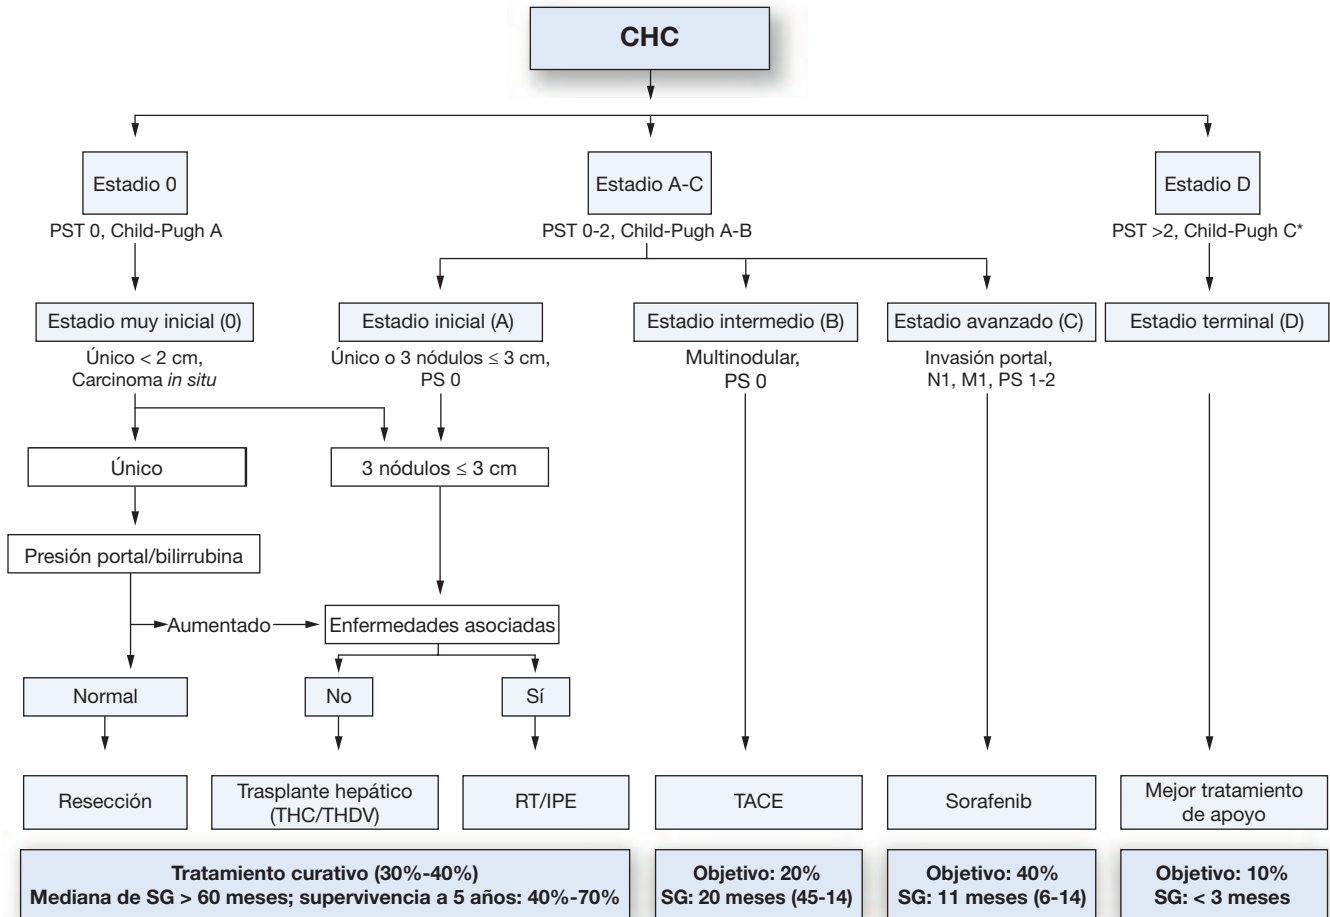 CHC
Estadio 0
Estadio A-C
Estadio D
PST 0, Child-Pugh A
PST 0-2, Child-Pugh A-B
PST >2, Child-Pugh C*
Estadio muy inicial (0)
Estadio inicial (A)
Estadio intermedio (B)
Estadio avanzado (C)
Estadio terminal (D)
Único < 2 cm,
Carcinoma in situ
Único o 3 nódulos ≤ 3 cm,
PS 0
Multinodular,
PS 0
Invasión portal,
N1, M1, PS 1-2
Único
3 nódulos ≤ 3 cm
Presión portal/bilirrubina
Aumentado
Enfermedades asociadas
Normal
No
Sí
Resección
Trasplante hepático
(THC/THDV)
RT/IPE
TACE
Sorafenib
Mejor tratamiento
de apoyo
Tratamiento curativo (30%-40%)
Mediana de SG > 60 meses; supervivencia a 5 años: 40%-70%
Objetivo: 20%
SG: 20 meses (45-14)
Objetivo: 40%
SG: 11 meses (6-14)
Objetivo: 10%
SG: < 3 meses